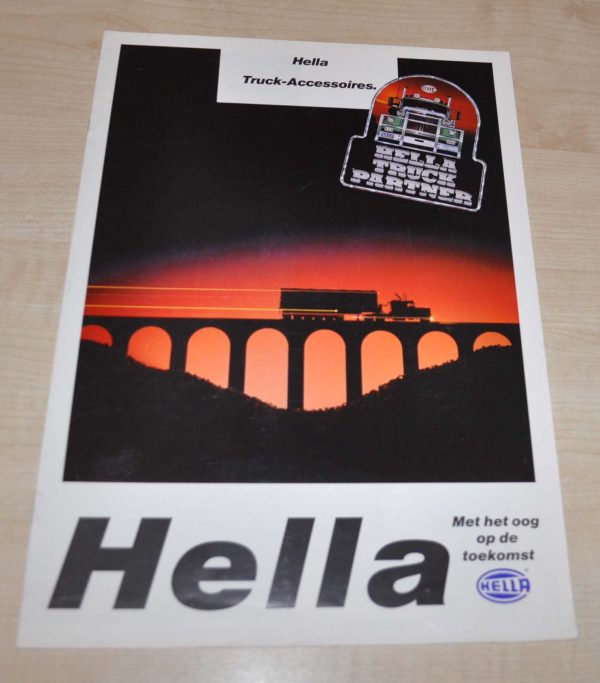 Hella
Truck-Accessoires.
HELLA
TRUCK
PARTNER
Hella
Met het oog
op de
toekomst
HELLA